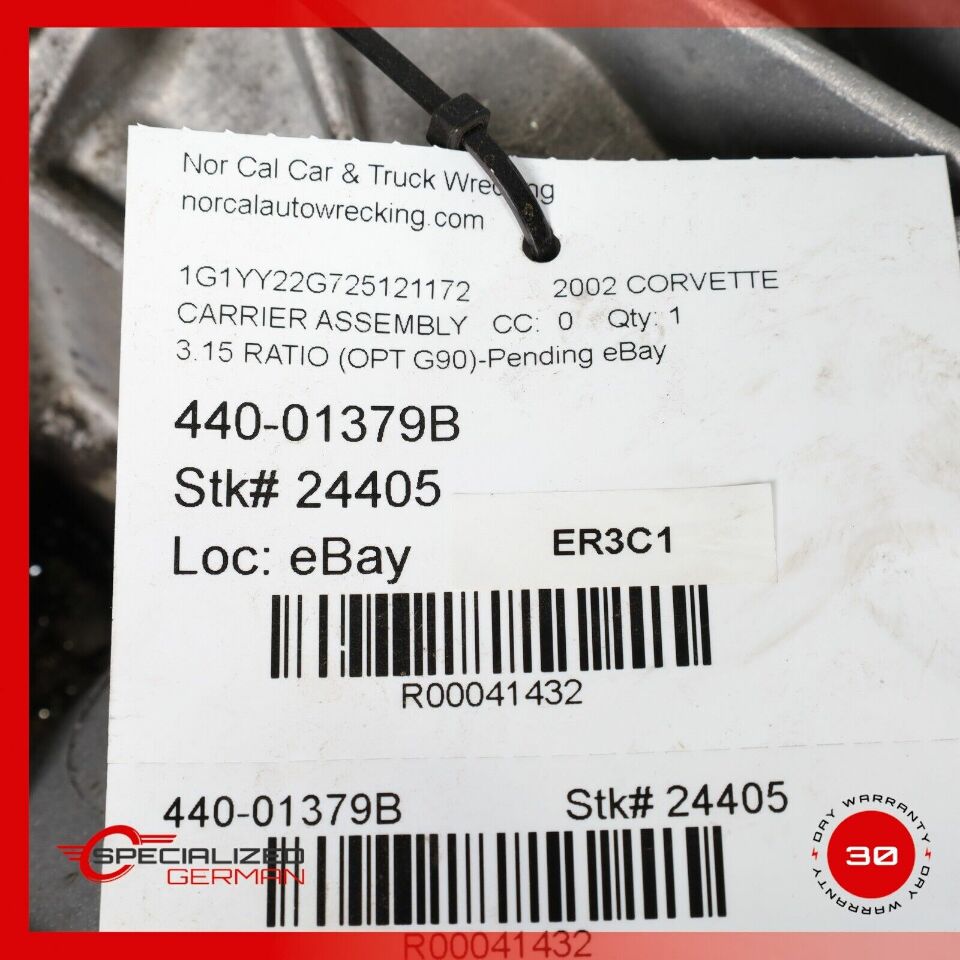 Nor Cal Car & Truck Wrecking
norcalautowrecking.com
1G1YY22G725121172 2002 CORVETTE
CARRIER ASSEMBLY CC: 0 Qty: 1
3.15 RATIO (OPT G90)-Pending eBay
440-01379B
Stk# 24405
Loc: eBay ER3C1
R00041432
440-01379B Stk# 24405
R00041432
SPECIALIZED
GERMAN
DAY WARRANTY
30
DAY WARRANTY